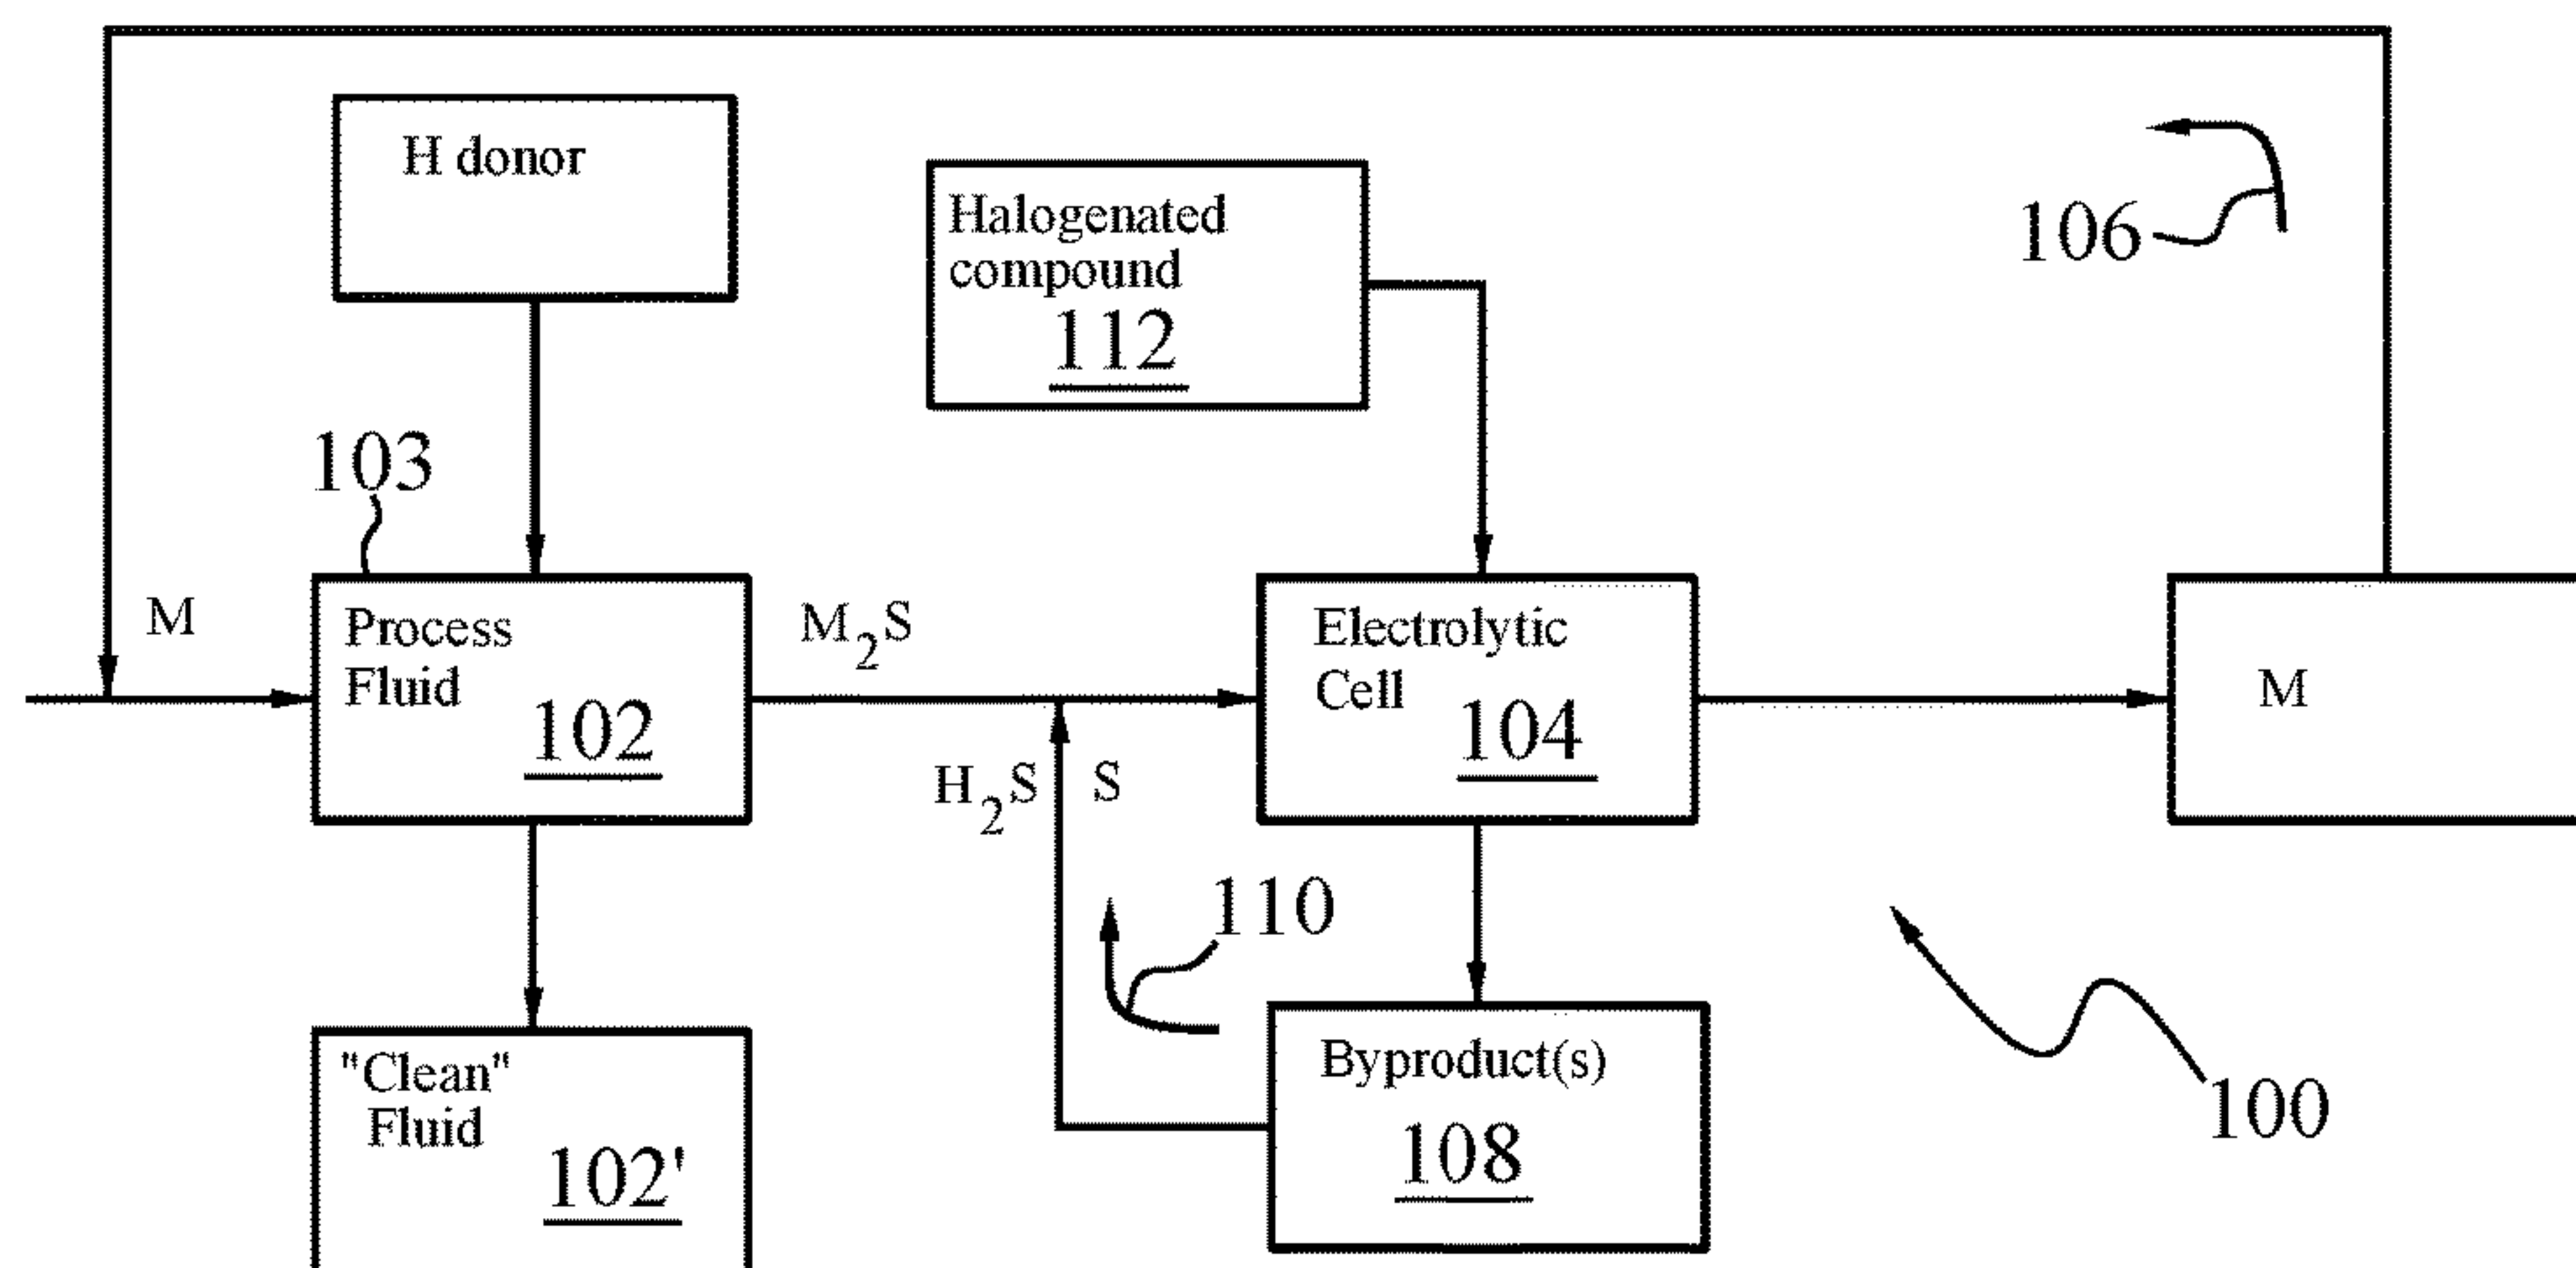 H donor
Halogenated
compound
112
106
103
M
Process
Fluid
102
M2S
Electrolytic
Cell
104
M
H2S
S
110
"Clean"
Fluid
102'
Byproduct(s)
108
100